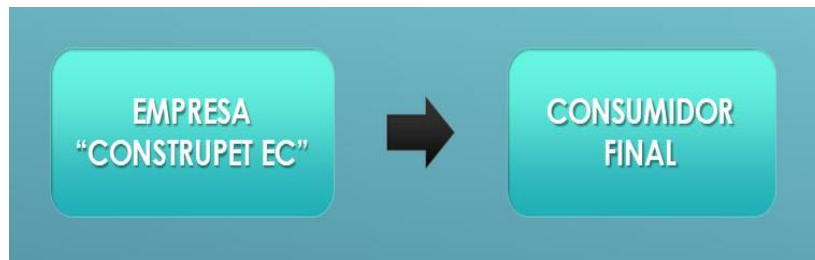 EMPRESA
“CONSTRUPET EC”
CONSUMIDOR
FINAL